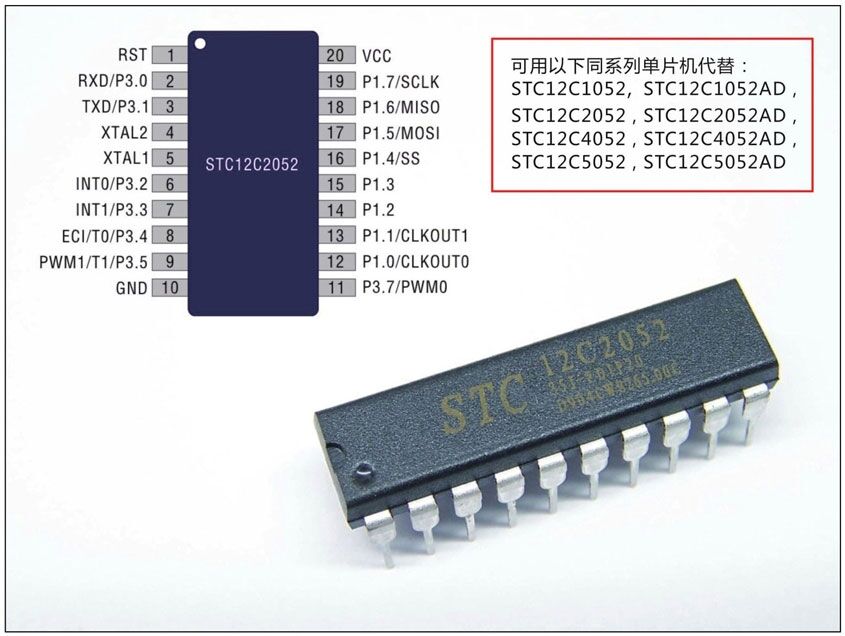 RST 1 20 VCC
RXD/P3.0 2 19 P1.7/SCLK
TXD/P3.1 3 18 P1.6/MISO
XTAL2 4 17 P1.5/MOSI
XTAL1 5 STC12C2052 16 P1.4/SS
INT0/P3.2 6 15 P1.3
INT1/P3.3 7 14 P1.2
ECI/T0/P3.4 8 13 P1.1/CLKOUT1
PWM1/T1/P3.5 9 12 P1.0/CLKOUT0
GND 10 11 P3.7/PWM0
可用以下同系列单片机代替：
STC12C1052, STC12C1052AD，
STC12C2052，STC12C2052AD，
STC12C4052，STC12C4052AD，
STC12C5052，STC12C5052AD
STC 12C2052